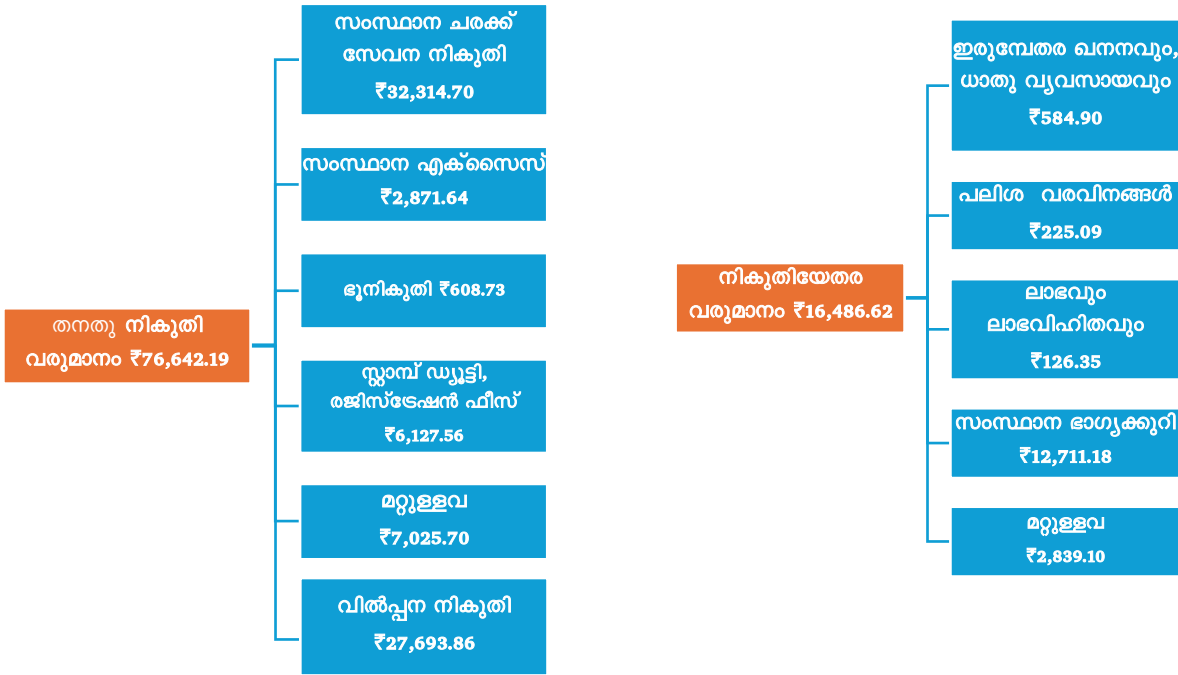 തനതു നികുതി
വരുമാനം ₹76,642.19
സംസ്ഥാന ചരക്ക്
സേവന നികുതി
₹32,314.70
സംസ്ഥാന എക്സൈസ്
₹2,871.64
ഭൂനികുതി ₹608.73
സ്റ്റാമ്പ് ഡ്യൂട്ടി,
രജിസ്ട്രേഷൻ ഫീസ്
₹6,127.56
മറ്റുള്ളവ
₹7,025.70
വിൽപ്പന നികുതി
₹27,693.86
നികുതിയേതര
വരുമാനം ₹16,486.62
ഇരുമ്പേതര ഖനനവും,
ധാതു വ്യവസായവും
₹584.90
പലിശ വരവിനങ്ങൾ
₹225.09
ലാഭവും
ലാഭവിഹിതവും
₹126.35
സംസ്ഥാന ഭാഗ്യക്കുറി
₹12,711.18
മറ്റുള്ളവ
₹2,839.10